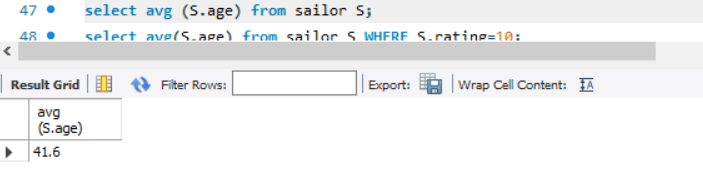 47 select avg (S.age) from sailor S;
48 select avg(S.age) from sailor S WHERE S.rating=10;
Result Grid Filter Rows: Export: Wrap Cell Content: IA
avg
(S.age)
41.6